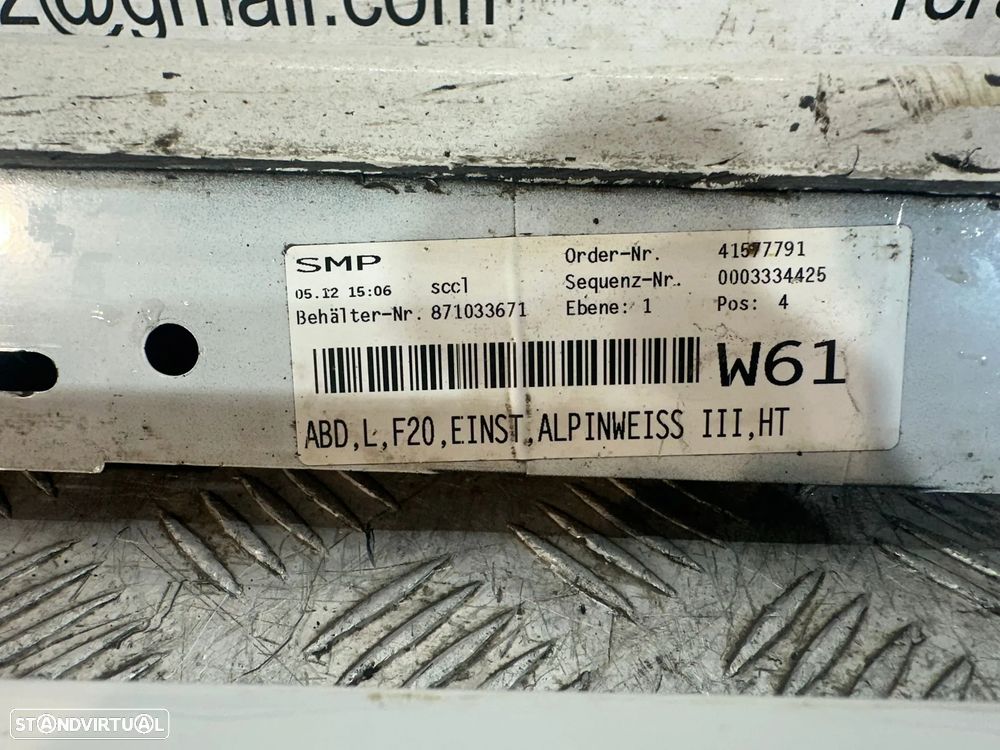 z@gmail.com
SMP
Order-Nr. 41577791
05.12 15:06 sccl Sequenz-Nr. 0003334425
Behälter-Nr. 871033671 Ebene: 1 Pos: 4
W61
ABD,L,F20,EINST,ALPINWEISS III,HT
STANDVIRTUAL